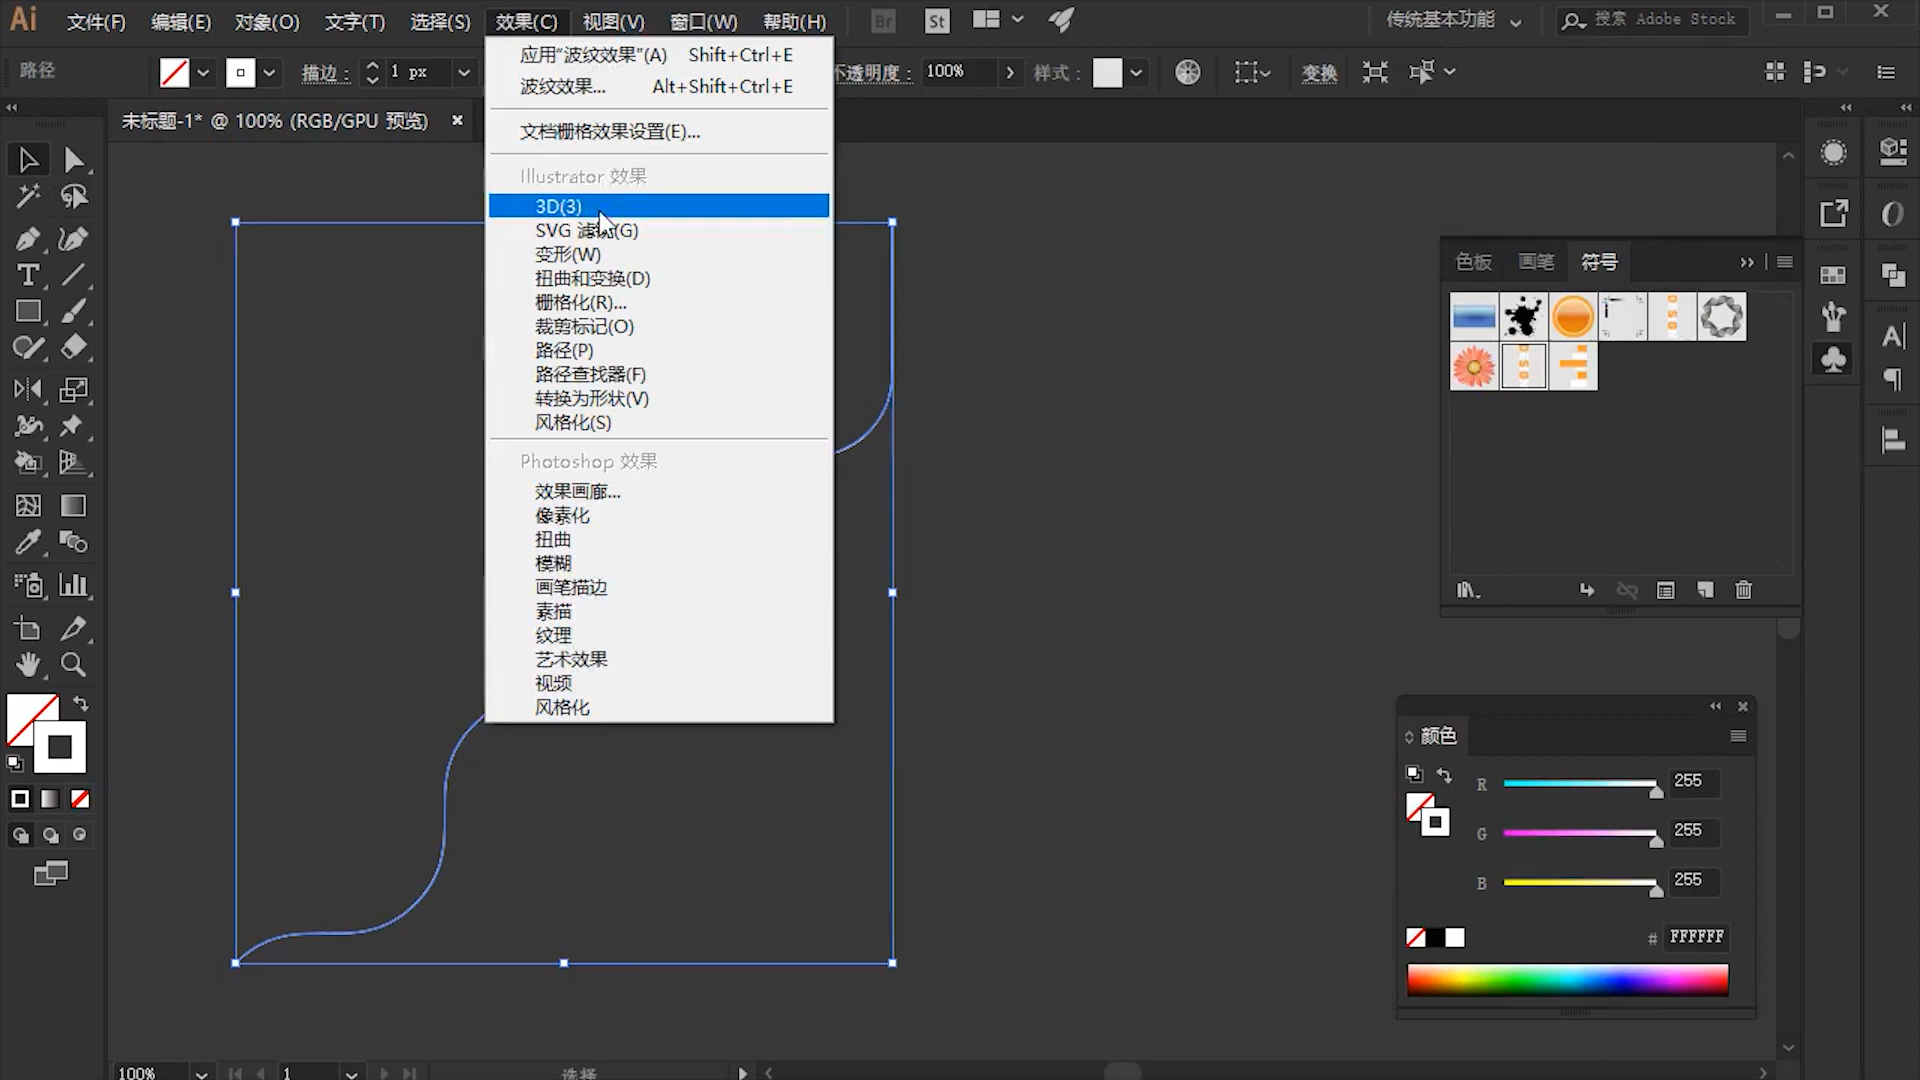 Ai 文件(F) 编辑(E) 对象(O) 文字(T) 选择(S) 效果(C) 视图(V) 窗口(W) 帮助(H) Br St 传统基本功能 搜索 Adobe Stock
路径 描边: 1 px 不透明度: 100% 样式: 变换
未标题-1* @ 100% (RGB/GPU 预览)
应用“波纹效果”(A) Shift+Ctrl+E
波纹效果... Alt+Shift+Ctrl+E
文档栅格效果设置(E)...
Illustrator 效果
3D(3)
SVG 滤镜(G)
变形(W)
扭曲和变换(D)
栅格化(R)...
裁剪标记(O)
路径(P)
路径查找器(F)
转换为形状(V)
风格化(S)
Photoshop 效果
效果画廊...
像素化
扭曲
模糊
画笔描边
素描
纹理
艺术效果
视频
风格化
色板 画笔 符号
颜色
R 255
G 255
B 255
# FFFFFF
100% 1 选择